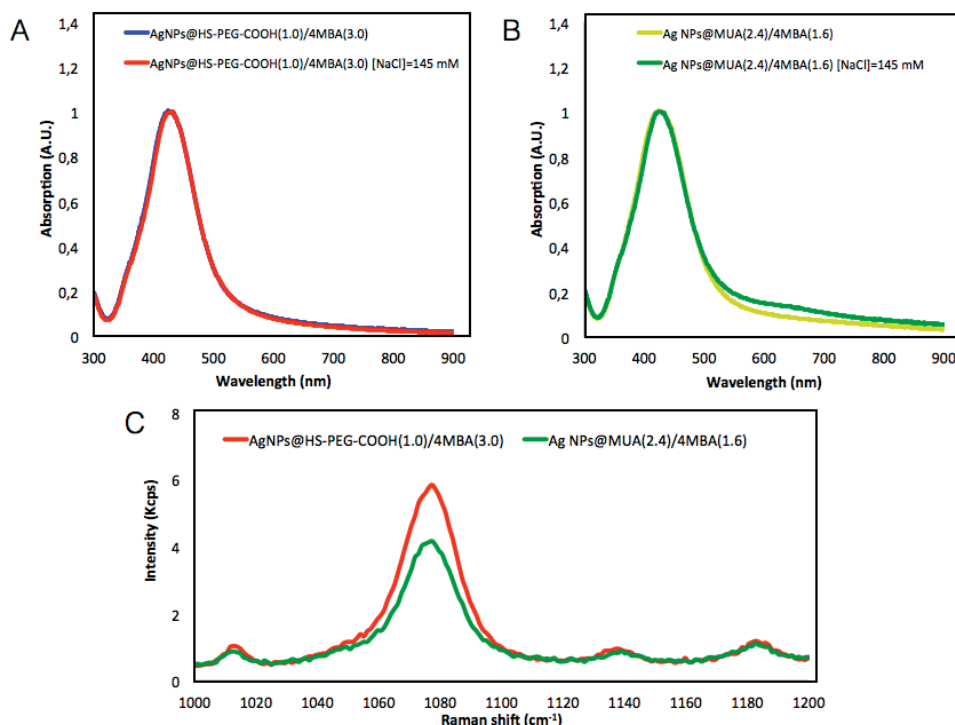 A
AgNPs@HS-PEG-COOH(1.0)/4MBA(3.0)
AgNPs@HS-PEG-COOH(1.0)/4MBA(3.0) [NaCl]=145 mM
Absorption (A.U.)
1,4
1,2
1
0,8
0,6
0,4
0,2
0
300 400 500 600 700 800 900
Wavelength (nm)
B
Ag NPs@MUA(2.4)/4MBA(1.6)
Ag NPs@MUA(2.4)/4MBA(1.6) [NaCl]=145 mM
Absorption (A.U.)
1,4
1,2
1
0,8
0,6
0,4
0,2
0
300 400 500 600 700 800 900
Wavelength (nm)
C
AgNPs@HS-PEG-COOH(1.0)/4MBA(3.0) Ag NPs@MUA(2.4)/4MBA(1.6)
Intensity (Kcps)
8
6
4
2
0
1000 1020 1040 1060 1080 1100 1120 1140 1160 1180 1200
Raman shift (cm⁻¹)